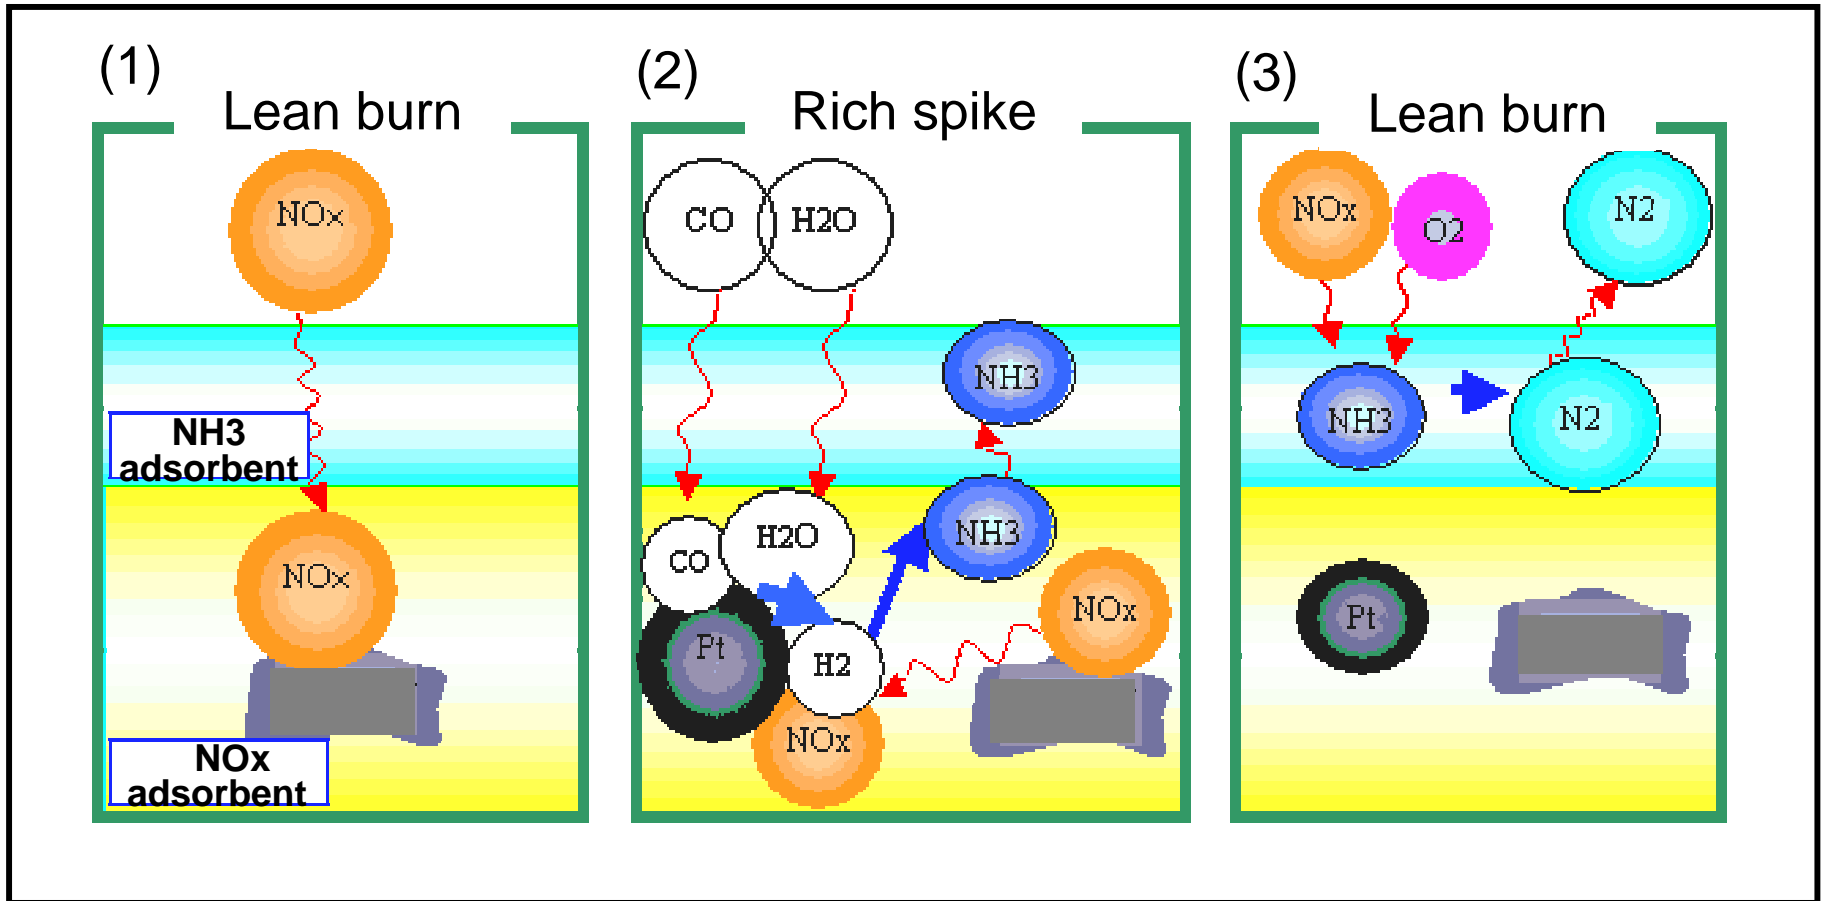 (1)
Lean burn
NOx
NH3
adsorbent
NOx
NOx
adsorbent
(2)
Rich spike
CO
H2O
NH3
CO
H2O
NH3
Pt
H2
NOx
NOx
(3)
Lean burn
NOx
O2
N2
NH3
N2
Pt